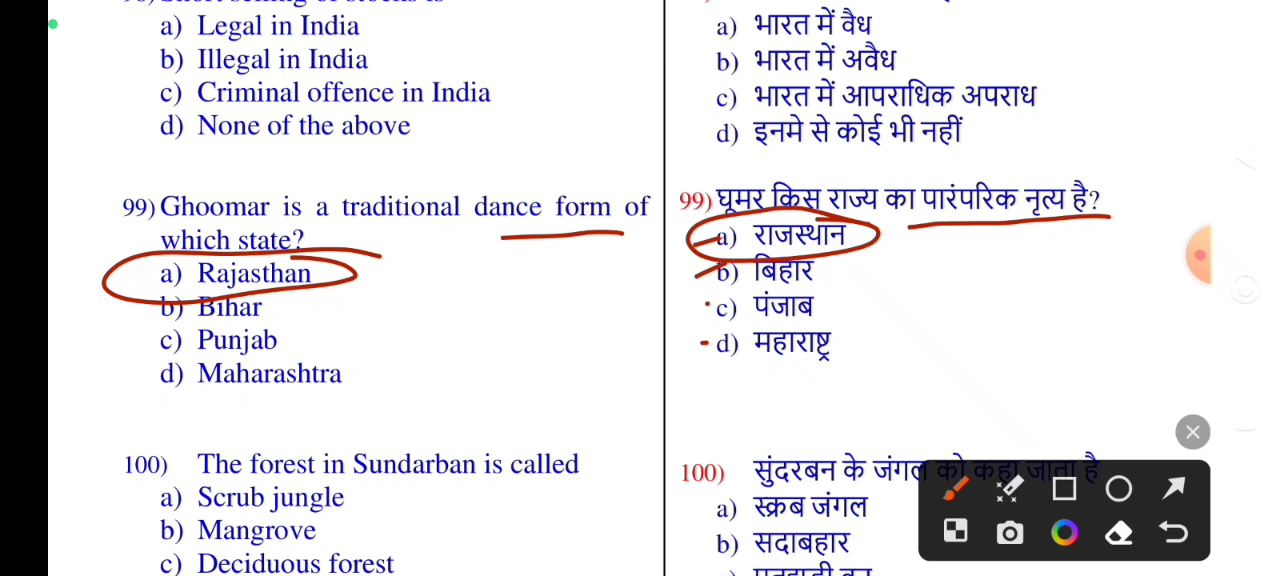 a) Legal in India
b) Illegal in India
c) Criminal offence in India
d) None of the above
99) Ghoomar is a traditional dance form of
which state?
a) Rajasthan
b) Bihar
c) Punjab
d) Maharashtra
100) The forest in Sundarban is called
a) Scrub jungle
b) Mangrove
c) Deciduous forest
a) भारत में वैध
b) भारत में अवैध
c) भारत में आपराधिक अपराध
d) इनमे से कोई भी नहीं
99) घूमर किस राज्य का पारंपरिक नृत्य है?
a) राजस्थान
b) बिहार
c) पंजाब
d) महाराष्ट्र
100) सुंदरबन के जंगल को कहा जाता है
a) स्क्रब जंगल
b) सदाबहार